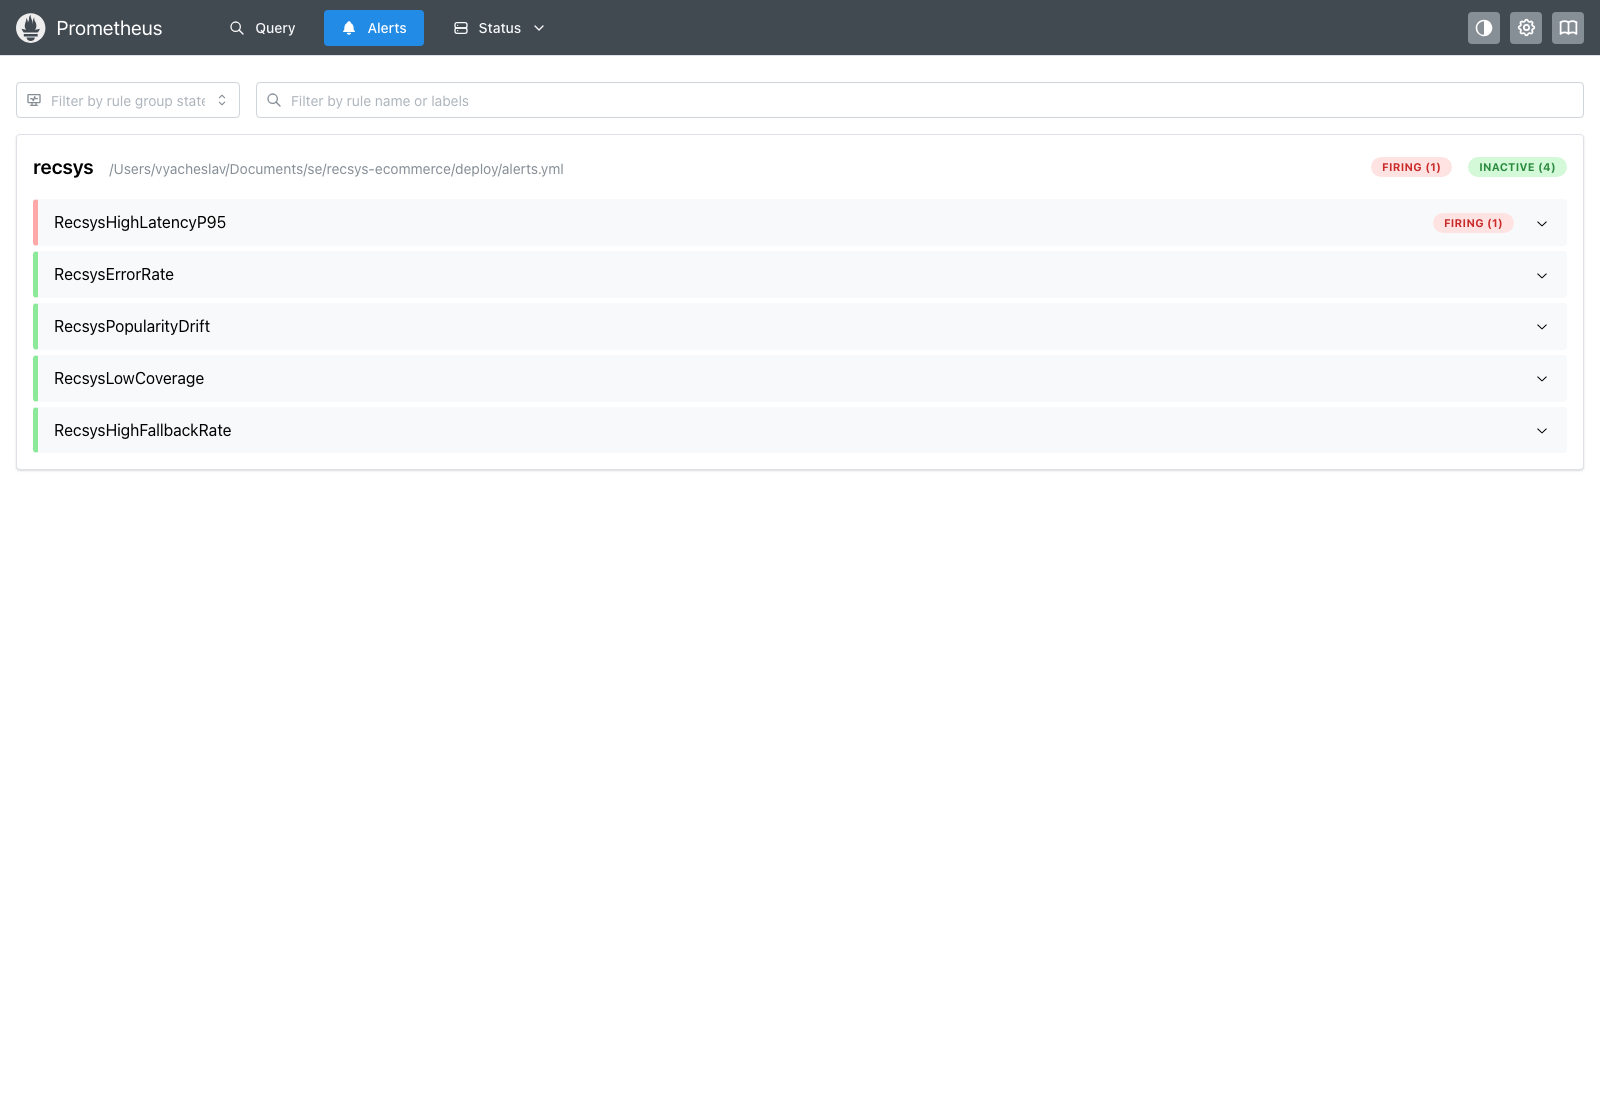 Prometheus Query Alerts Status
Filter by rule group state Filter by rule name or labels
recsys /Users/vyacheslav/Documents/se/recsys-ecommerce/deploy/alerts.yml FIRING (1) INACTIVE (4)
RecsysHighLatencyP95 FIRING (1)
RecsysErrorRate
RecsysPopularityDrift
RecsysLowCoverage
RecsysHighFallbackRate